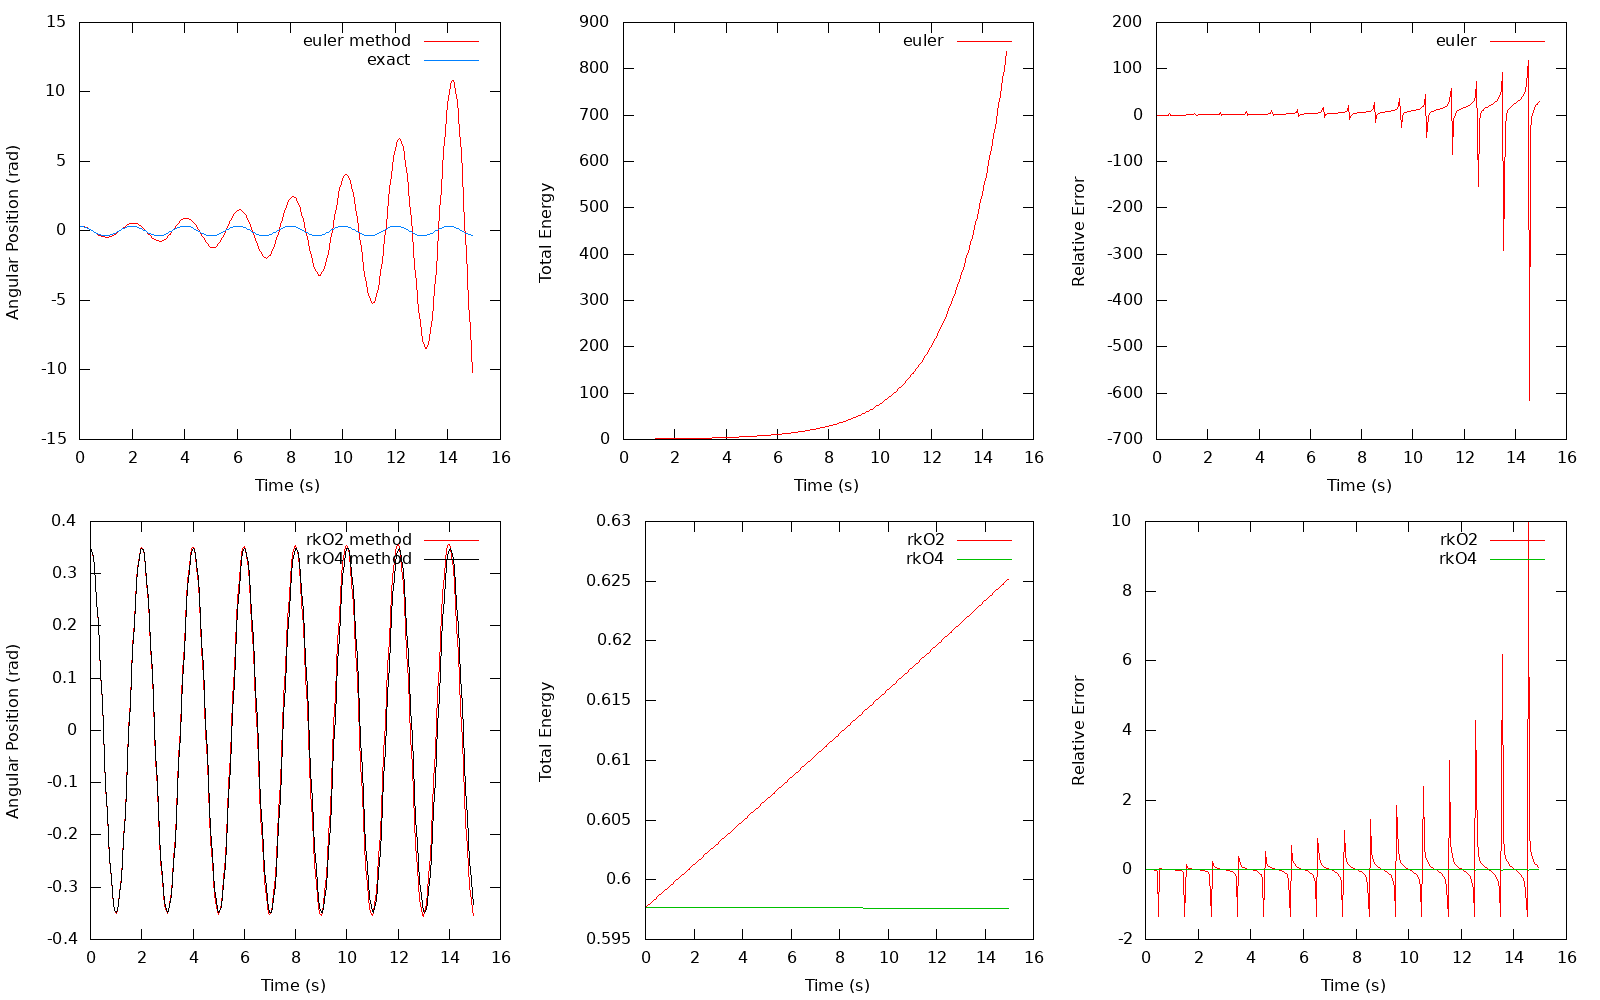 15
10
5
0
-5
-10
-15
0 2 4 6 8 10 12 14 16
Angular Position (rad)
Time (s)
euler method
exact
900
800
700
600
500
400
300
200
100
0
0 2 4 6 8 10 12 14 16
Total Energy
Time (s)
euler
200
100
0
-100
-200
-300
-400
-500
-600
-700
0 2 4 6 8 10 12 14 16
Relative Error
Time (s)
euler
0.4
0.3
0.2
0.1
0
-0.1
-0.2
-0.3
-0.4
0 2 4 6 8 10 12 14 16
Angular Position (rad)
Time (s)
rkO2 method
rkO4 method
0.63
0.625
0.62
0.615
0.61
0.605
0.6
0.595
0 2 4 6 8 10 12 14 16
Total Energy
Time (s)
rkO2
rkO4
10
8
6
4
2
0
-2
0 2 4 6 8 10 12 14 16
Relative Error
Time (s)
rkO2
rkO4